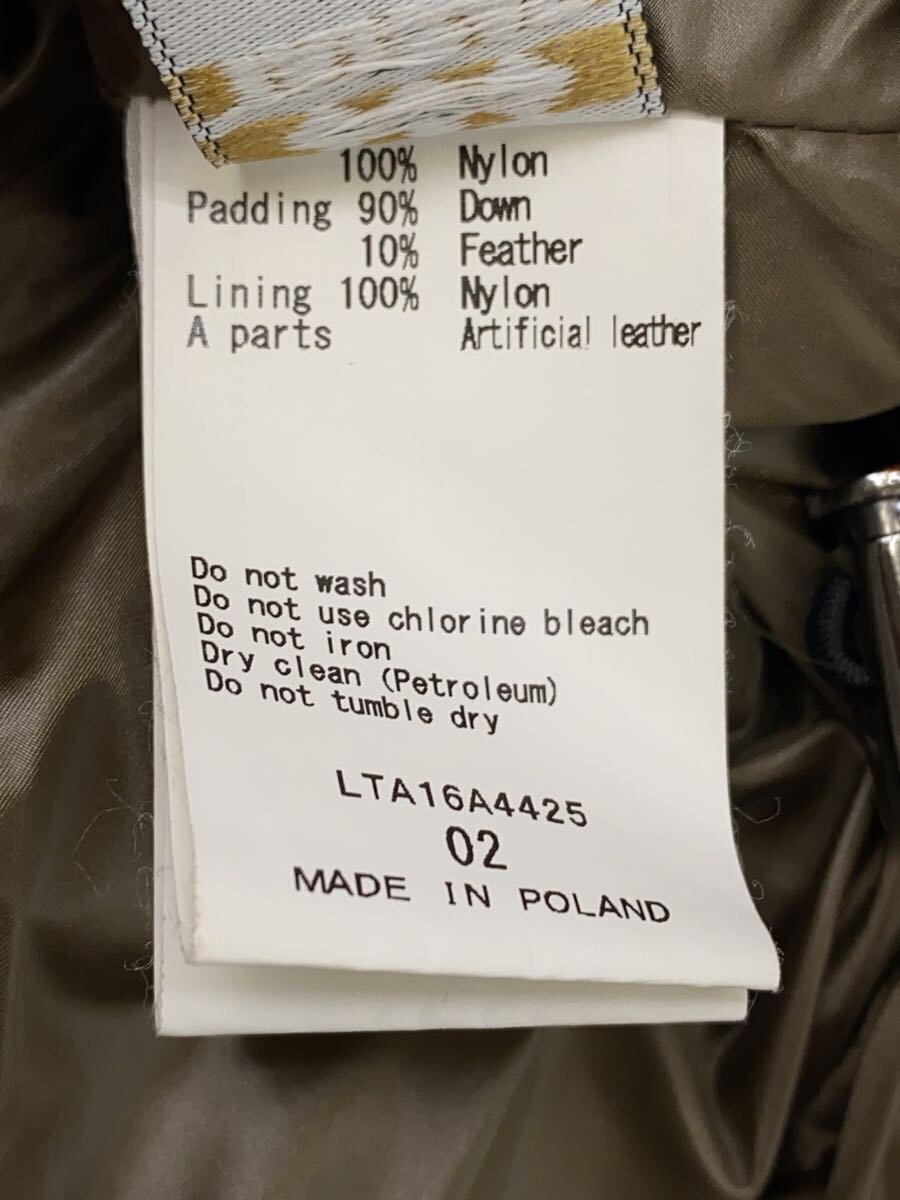 100% Nylon
Padding 90% Down
10% Feather
Lining 100% Nylon
A parts Artificial leather
Do not wash
Do not use chlorine bleach
Do not iron
Dry clean (Petroleum)
Do not tumble dry
LTA16A4425
02
MADE IN POLAND